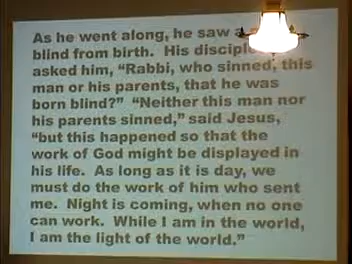 As he went along, he saw a
blind from birth. His discipl
asked him, "Rabbi, who sinned, this
man or his parents, that he was
born blind?" "Neither this man nor
his parents sinned," said Jesus,
"but this happened so that the
work of God might be displayed in
his life. As long as it is day, we
must do the work of him who sent
me. Night is coming, when no one
can work. While I am in the world,
I am the light of the world."